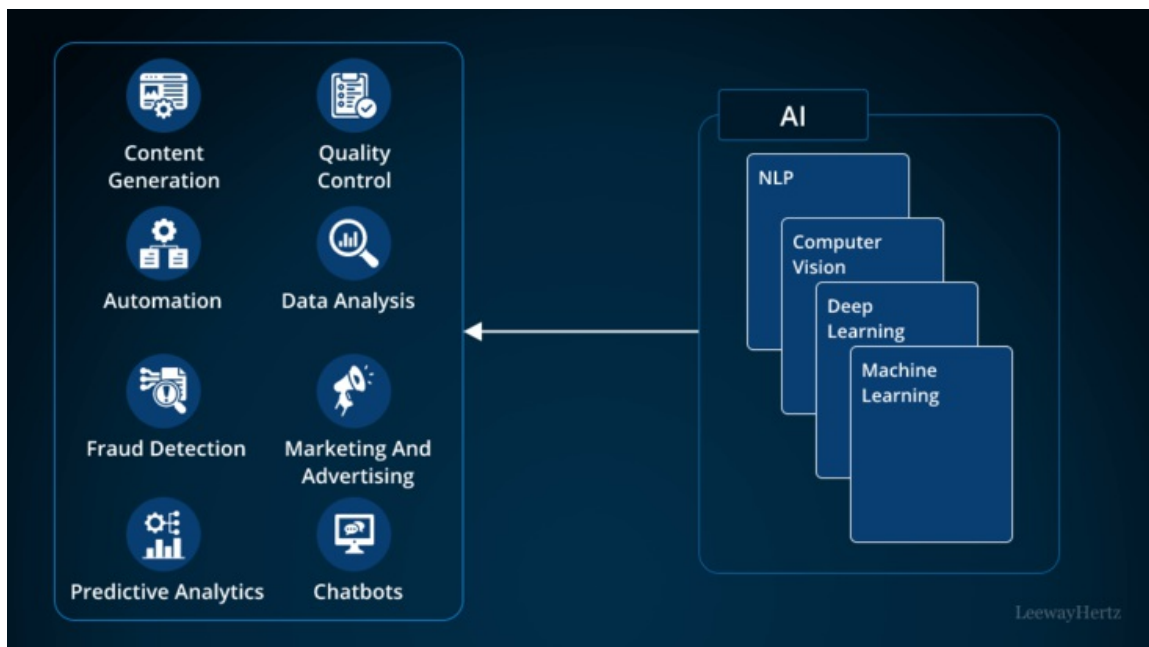 Content
Generation
Quality
Control
Automation
Data Analysis
Fraud Detection
Marketing And
Advertising
Predictive Analytics
Chatbots
AI
NLP
Computer
Vision
Deep
Learning
Machine
Learning
LeewayHertz